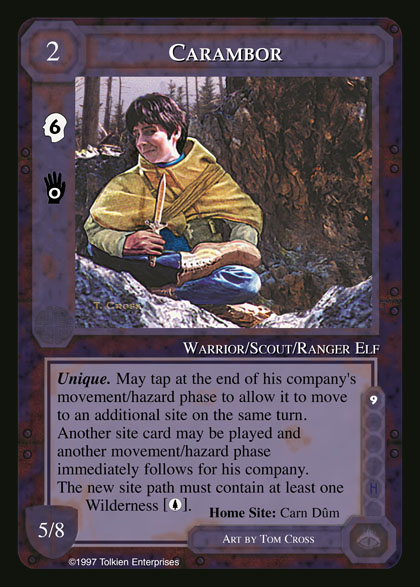 2
CARAMBOR
6
T. CROSS
WARRIOR/SCOUT/RANGER ELF
Unique. May tap at the end of his company's
movement/hazard phase to allow it to move
to an additional site on the same turn.
Another site card may be played and
another movement/hazard phase
immediately follows for his company.
The new site path must contain at least one
Wilderness [ ].
9
H
Home Site: Carn Dûm
5/8
ART BY TOM CROSS
©1997 Tolkien Enterprises